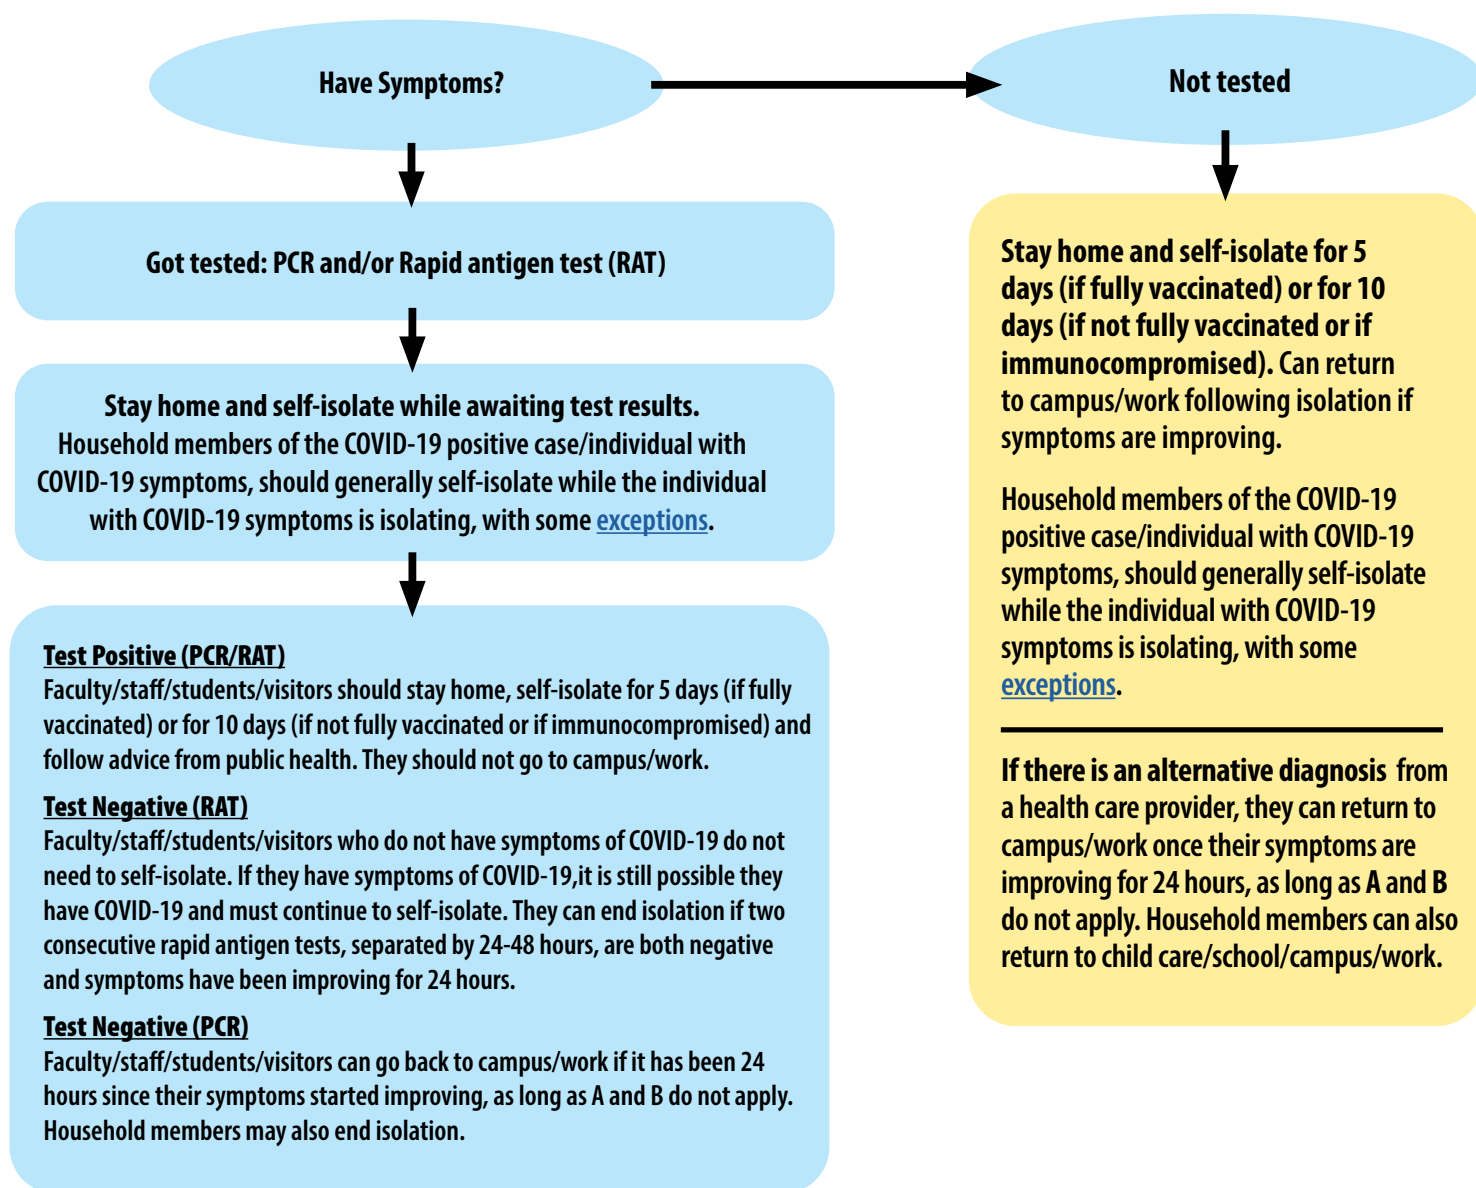 Have Symptoms?
Not tested
Got tested: PCR and/or Rapid antigen test (RAT)
Stay home and self-isolate while awaiting test results.
Household members of the COVID-19 positive case/individual with
COVID-19 symptoms, should generally self-isolate while the individual
with COVID-19 symptoms is isolating, with some exceptions.
Test Positive (PCR/RAT)
Faculty/staff/students/visitors should stay home, self-isolate for 5 days (if fully
vaccinated) or for 10 days (if not fully vaccinated or if immunocompromised) and
follow advice from public health. They should not go to campus/work.
Test Negative (RAT)
Faculty/staff/students/visitors who do not have symptoms of COVID-19 do not
need to self-isolate. If they have symptoms of COVID-19,it is still possible they
have COVID-19 and must continue to self-isolate. They can end isolation if two
consecutive rapid antigen tests, separated by 24-48 hours, are both negative
and symptoms have been improving for 24 hours.
Test Negative (PCR)
Faculty/staff/students/visitors can go back to campus/work if it has been 24
hours since their symptoms started improving, as long as A and B do not apply.
Household members may also end isolation.
Stay home and self-isolate for 5
days (if fully vaccinated) or for 10
days (if not fully vaccinated or if
immunocompromised). Can return
to campus/work following isolation if
symptoms are improving.
Household members of the COVID-19
positive case/individual with COVID-19
symptoms, should generally self-isolate
while the individual with COVID-19
symptoms is isolating, with some
exceptions.
If there is an alternative diagnosis from
a health care provider, they can return to
campus/work once their symptoms are
improving for 24 hours, as long as A and B
do not apply. Household members can also
return to child care/school/campus/work.